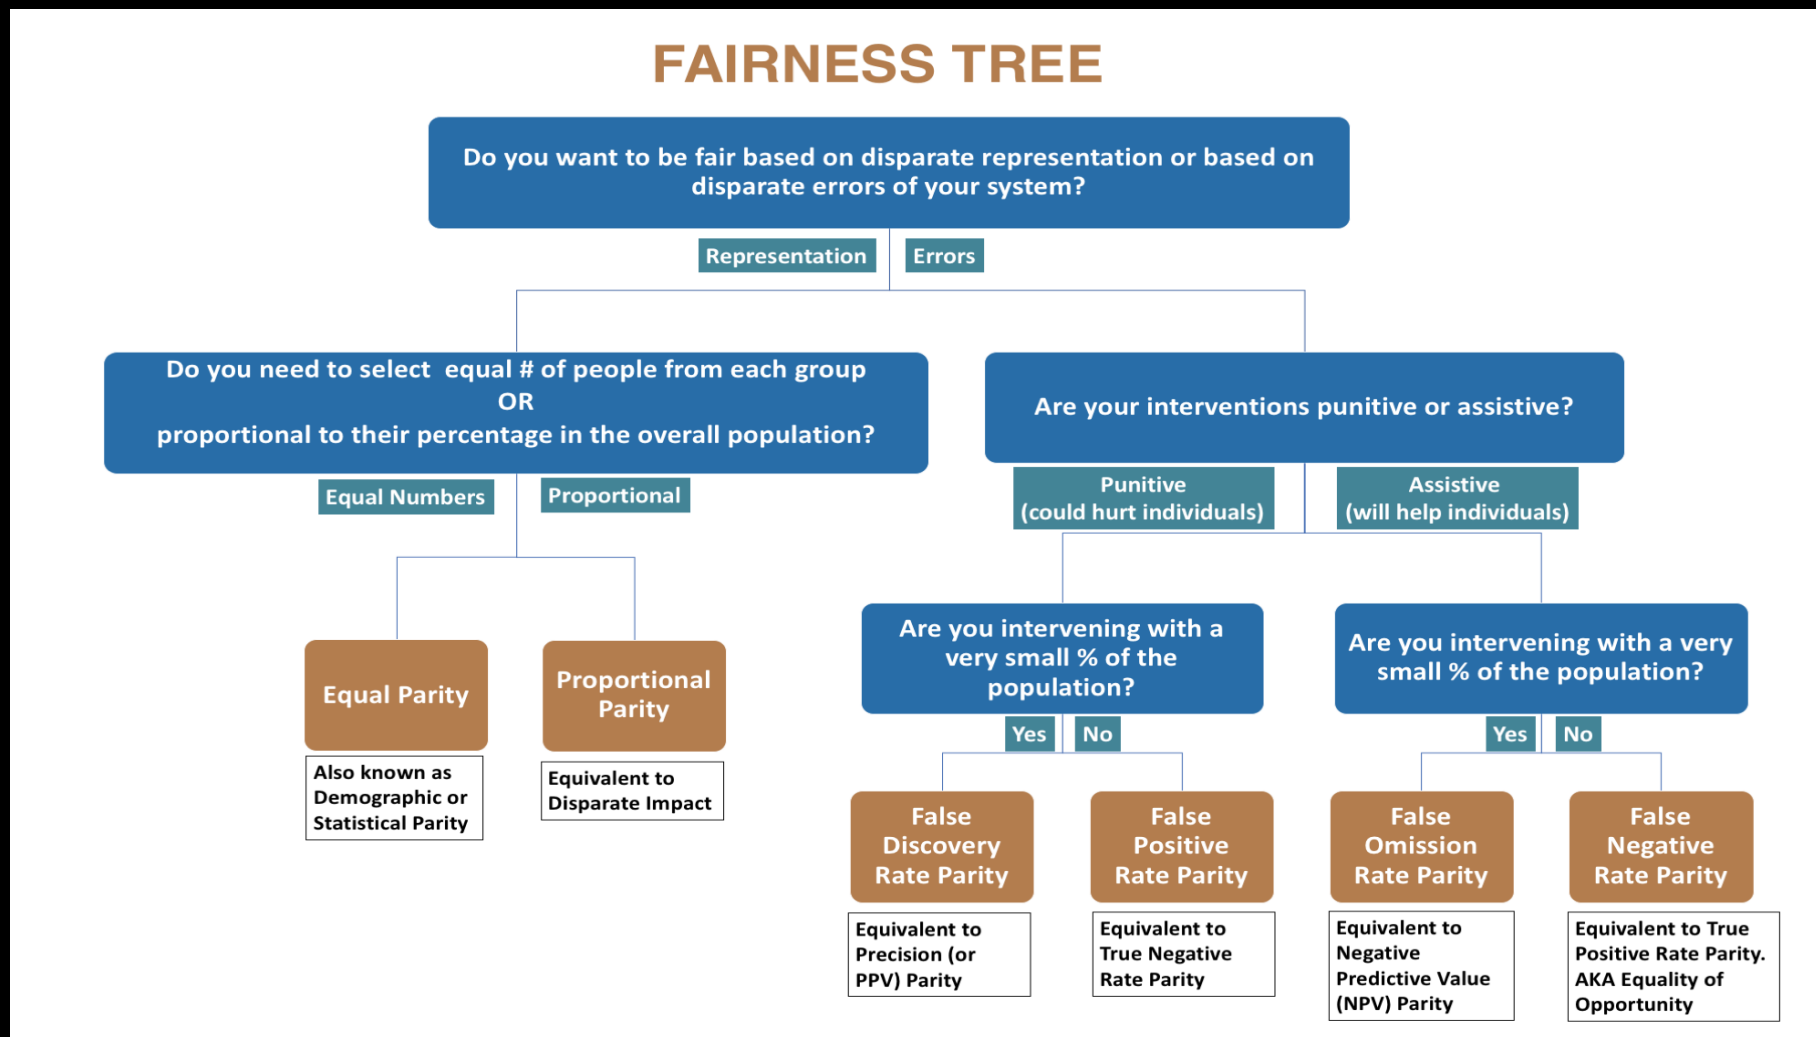 FAIRNESS TREE
Do you want to be fair based on disparate representation or based on
disparate errors of your system?
Representation
Errors
Do you need to select equal # of people from each group
OR
proportional to their percentage in the overall population?
Are your interventions punitive or assistive?
Equal Numbers
Proportional
Punitive
(could hurt individuals)
Assistive
(will help individuals)
Are you intervening with a
very small % of the
population?
Are you intervening with a very
small % of the population?
Equal Parity
Proportional
Parity
Yes
No
Yes
No
Also known as
Demographic or
Statistical Parity
Equivalent to
Disparate Impact
False
Discovery
Rate Parity
False
Positive
Rate Parity
False
Omission
Rate Parity
False
Negative
Rate Parity
Equivalent to
Precision (or
PPV) Parity
Equivalent to
True Negative
Rate Parity
Equivalent to
Negative
Predictive Value
(NPV) Parity
Equivalent to True
Positive Rate Parity.
AKA Equality of
Opportunity